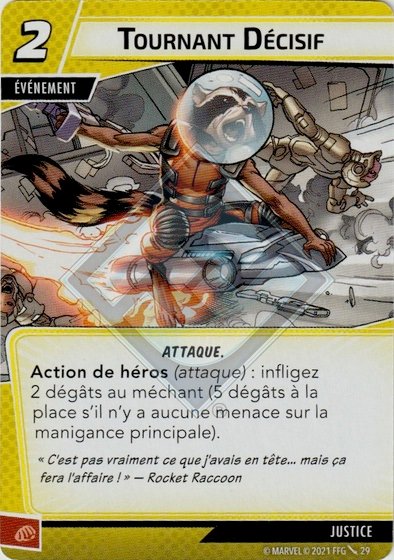 2
TOURNANT DÉCISIF
ÉVÉNEMENT
ATTAQUE.
Action de héros (attaque) : infligez
2 dégâts au méchant (5 dégâts à la
place s'il n'y a aucune menace sur la
manigance principale).
« C'est pas vraiment ce que j'avais en tête... mais ça
fera l'affaire ! » — Rocket Raccoon
JUSTICE
© MARVEL © 2021 FFG 29